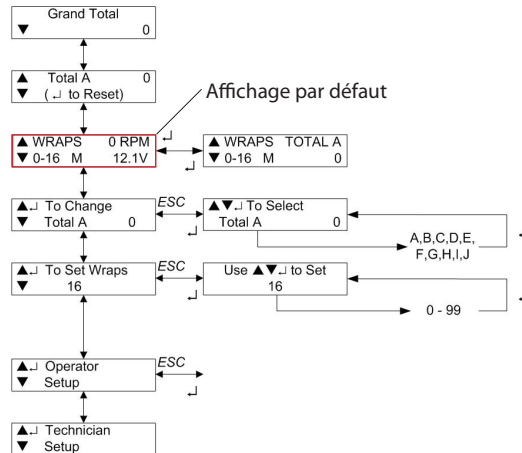 Grand Total
▼ 0
▲ Total A 0
▼ ( ↵ to Reset)
Affichage par défaut
▲ WRAPS 0 RPM
▼ 0-16 M 12.1V
↵
↵
▲ WRAPS TOTAL A
▼ 0-16 M 0
▲↵ To Change
▼ Total A 0
ESC
↵
▲▼↵ To Select
Total A 0
A,B,C,D,E,
F,G,H,I,J
▲↵ To Set Wraps
▼ 16
ESC
↵
Use ▲▼↵ to Set
16
0 - 99
▲↵ Operator
▼ Setup
ESC
↵
▲↵ Technician
▼ Setup